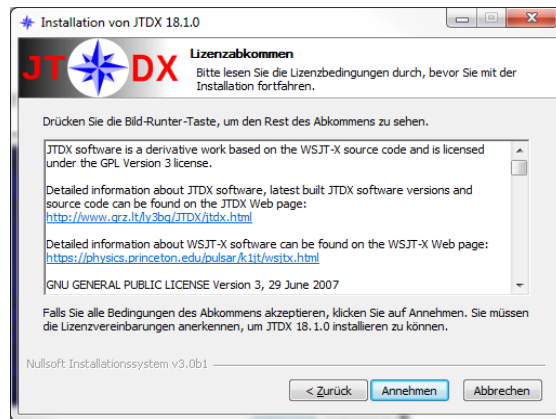 Installation von JTDX 18.1.0
JT DX
Lizenzabkommen
Bitte lesen Sie die Lizenzbedingungen durch, bevor Sie mit der
Installation fortfahren.
Drücken Sie die Bild-Runter-Taste, um den Rest des Abkommens zu sehen.
JTDX software is a derivative work based on the WSJT-X source code and is licensed
under the GPL Version 3 license.
Detailed information about JTDX software, latest built JTDX software versions and
source code can be found on the JTDX Web page:
http://www.qrz.lt/ly3bg/JTDX/jtdx.html
Detailed information about WSJT-X software can be found on the WSJT-X Web page:
https://physics.princeton.edu/pulsar/k1jt/wsjtx.html
GNU GENERAL PUBLIC LICENSE Version 3, 29 June 2007
Falls Sie alle Bedingungen des Abkommens akzeptieren, klicken Sie auf Annehmen. Sie müssen
die Lizenzvereinbarungen anerkennen, um JTDX 18.1.0 installieren zu können.
Nullsoft Installationssystem v3.0b1
< Zurück Annehmen Abbrechen